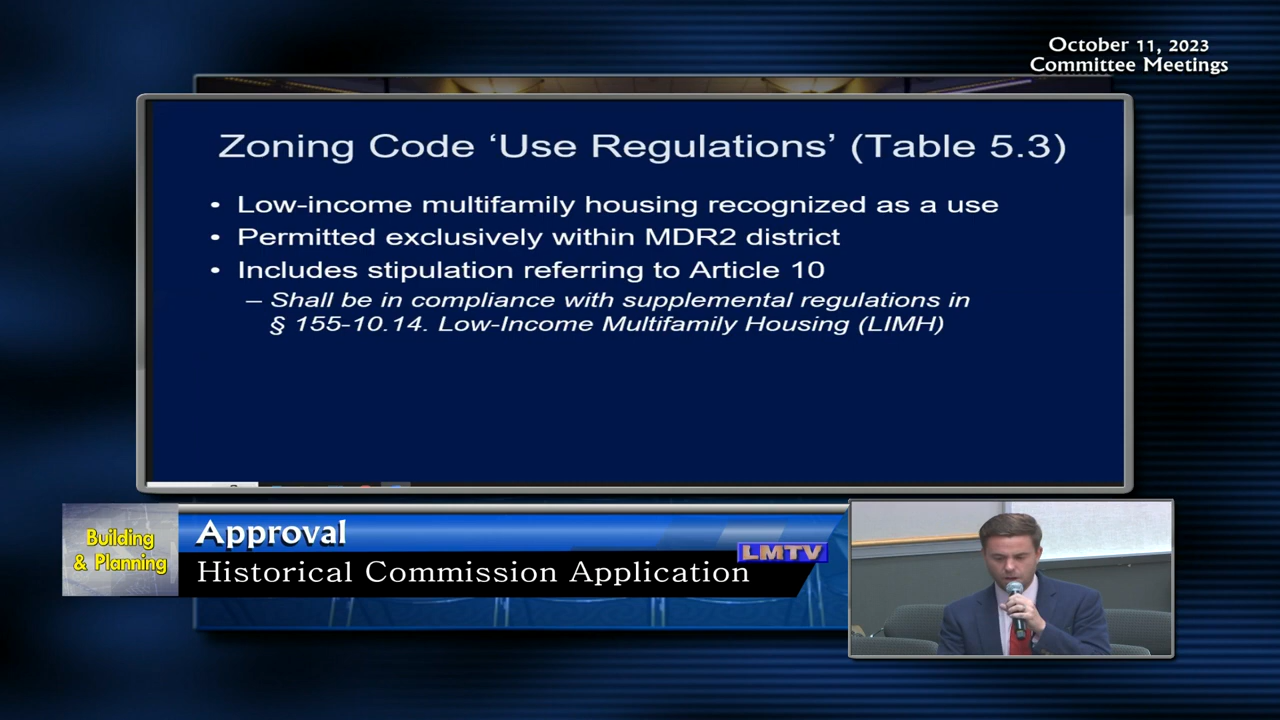 October 11, 2023
Committee Meetings
Zoning Code ‘Use Regulations’ (Table 5.3)
• Low-income multifamily housing recognized as a use
• Permitted exclusively within MDR2 district
• Includes stipulation referring to Article 10
– Shall be in compliance with supplemental regulations in
§ 155-10.14. Low-Income Multifamily Housing (LIMH)
Building
& Planning
Approval
LMTV
Historical Commission Application